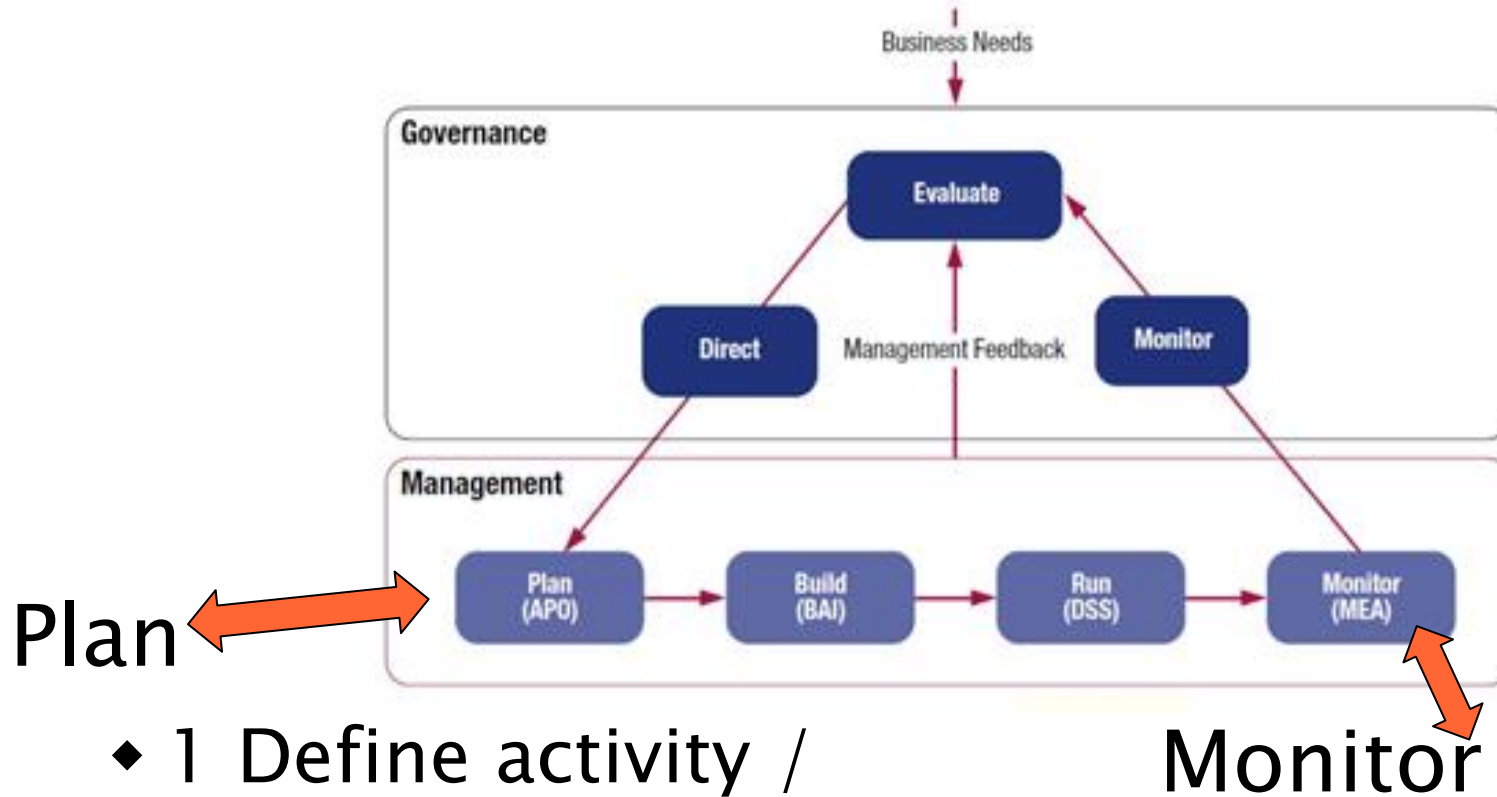 Business Needs
Governance
Evaluate
Direct
Management Feedback
Monitor
Management
Plan
(APO)
Build
(BAI)
Run
(DSS)
Monitor
(MEA)
Plan
◆ 1 Define activity /
Monitor